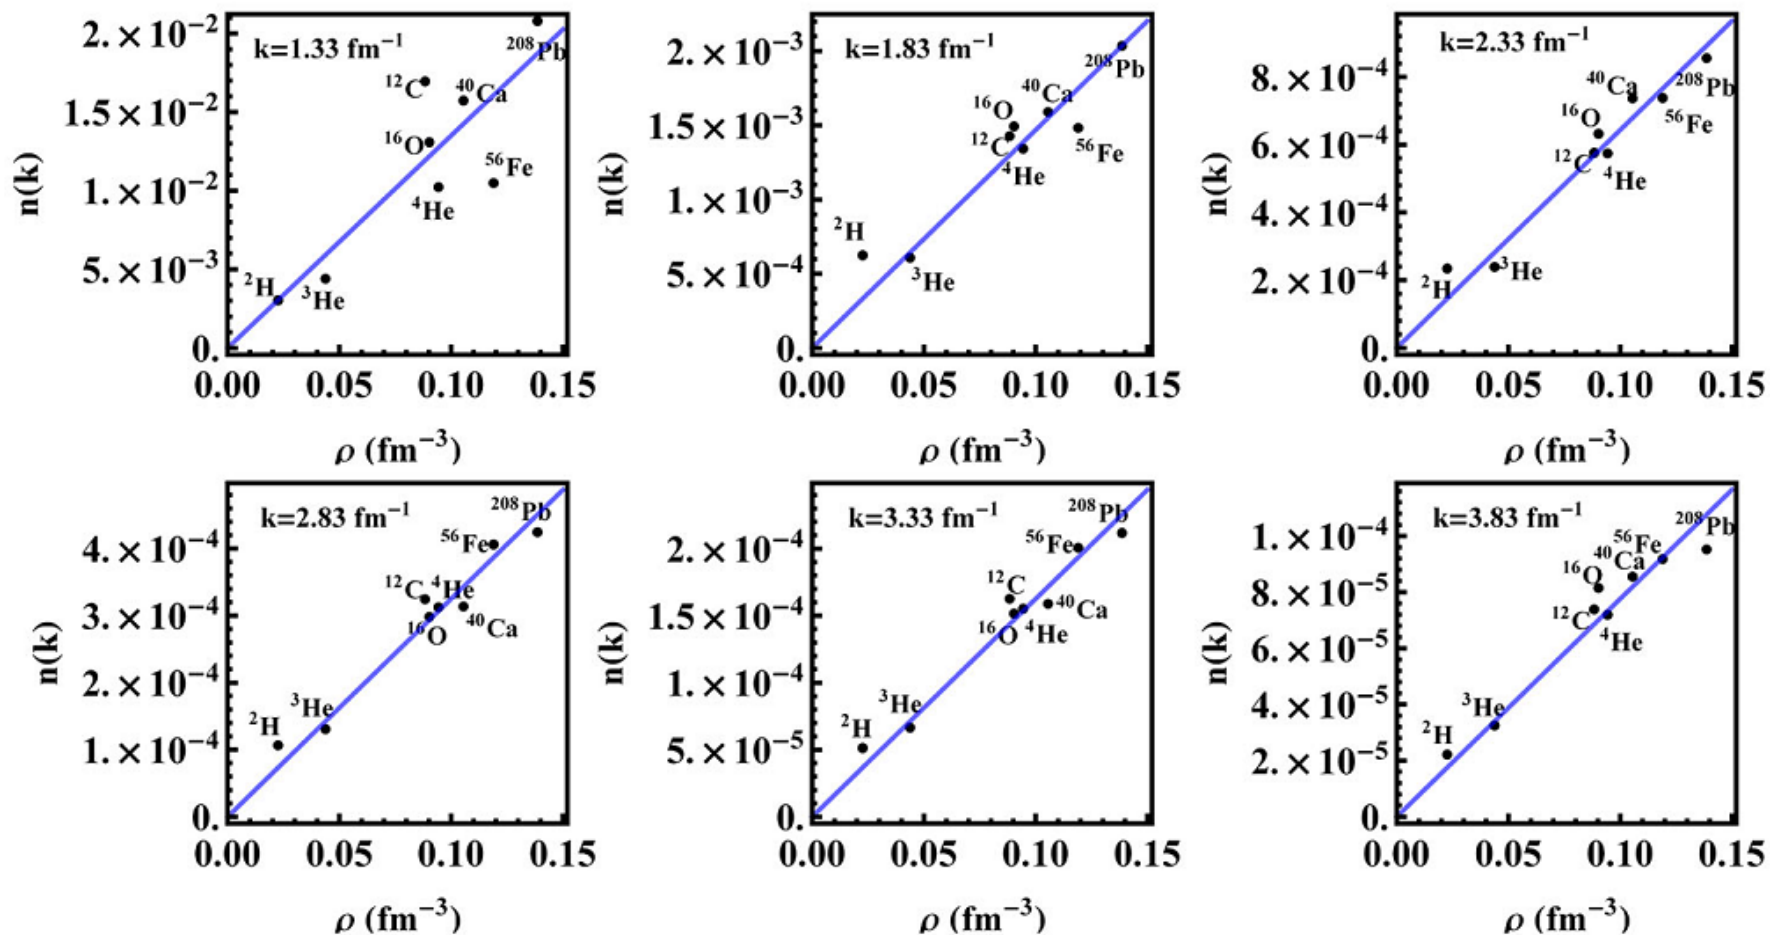 k=1.33 fm⁻¹
2.×10⁻²
1.5×10⁻²
1.×10⁻²
5.×10⁻³
0.
n(k)
²⁰⁸Pb
¹²C
⁴⁰Ca
¹⁶O
⁵⁶Fe
⁴He
²H
³He
0.00 0.05 0.10 0.15
ρ (fm⁻³)
k=1.83 fm⁻¹
2.×10⁻³
1.5×10⁻³
1.×10⁻³
5.×10⁻⁴
0.
n(k)
²⁰⁸Pb
⁴⁰Ca
¹⁶O
¹²C
⁵⁶Fe
⁴He
²H
³He
0.00 0.05 0.10 0.15
ρ (fm⁻³)
k=2.33 fm⁻¹
8.×10⁻⁴
6.×10⁻⁴
4.×10⁻⁴
2.×10⁻⁴
0.
n(k)
⁴⁰Ca
²⁰⁸Pb
¹⁶O
⁵⁶Fe
¹²C
⁴He
²H
³He
0.00 0.05 0.10 0.15
ρ (fm⁻³)
k=2.83 fm⁻¹
4.×10⁻⁴
3.×10⁻⁴
2.×10⁻⁴
1.×10⁻⁴
0.
n(k)
²⁰⁸Pb
⁵⁶Fe
¹²C
⁴He
¹⁶O
⁴⁰Ca
³He
²H
0.00 0.05 0.10 0.15
ρ (fm⁻³)
k=3.33 fm⁻¹
2.×10⁻⁴
1.5×10⁻⁴
1.×10⁻⁴
5.×10⁻⁵
0.
n(k)
²⁰⁸Pb
⁵⁶Fe
¹²C
⁴⁰Ca
¹⁶O
⁴He
³He
²H
0.00 0.05 0.10 0.15
ρ (fm⁻³)
k=3.83 fm⁻¹
1.×10⁻⁴
8.×10⁻⁵
6.×10⁻⁵
4.×10⁻⁵
2.×10⁻⁵
0.
n(k)
²⁰⁸Pb
⁵⁶Fe
⁴⁰Ca
¹⁶O
¹²C
⁴He
³He
²H
0.00 0.05 0.10 0.15
ρ (fm⁻³)